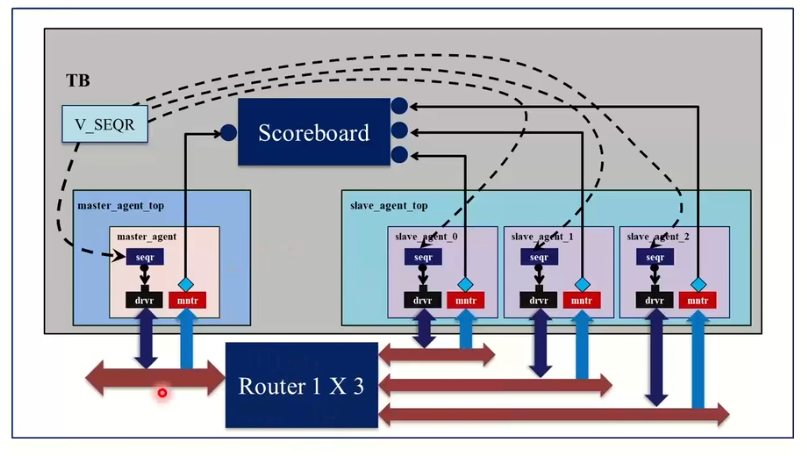 TB
V_SEQR
Scoreboard
master_agent_top
slave_agent_top
master_agent
slave_agent_0
slave_agent_1
slave_agent_2
seqr
seqr
seqr
seqr
drvr
mntr
drvr
mntr
drvr
mntr
drvr
mntr
Router 1 X 3